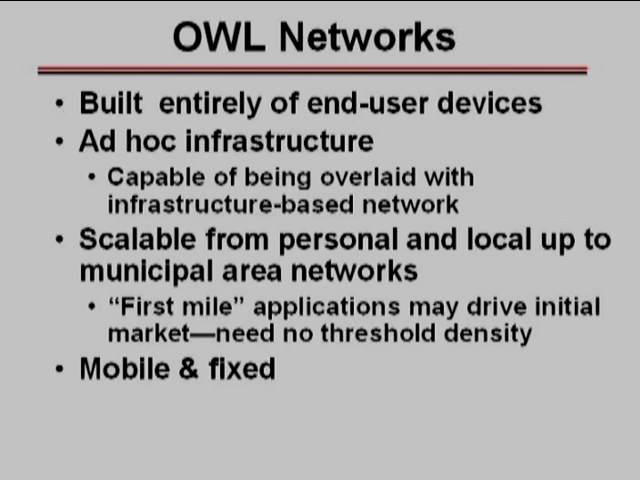 OWL Networks
• Built entirely of end-user devices
• Ad hoc infrastructure
• Capable of being overlaid with
infrastructure-based network
• Scalable from personal and local up to
municipal area networks
• “First mile” applications may drive initial
market—need no threshold density
• Mobile & fixed